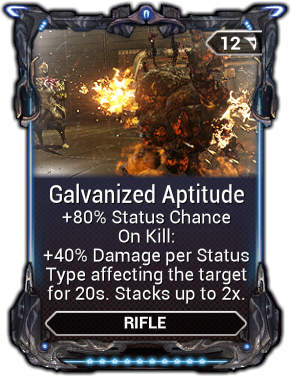 12
Galvanized Aptitude
+80% Status Chance
On Kill:
+40% Damage per Status
Type affecting the target
for 20s. Stacks up to 2x.
RIFLE